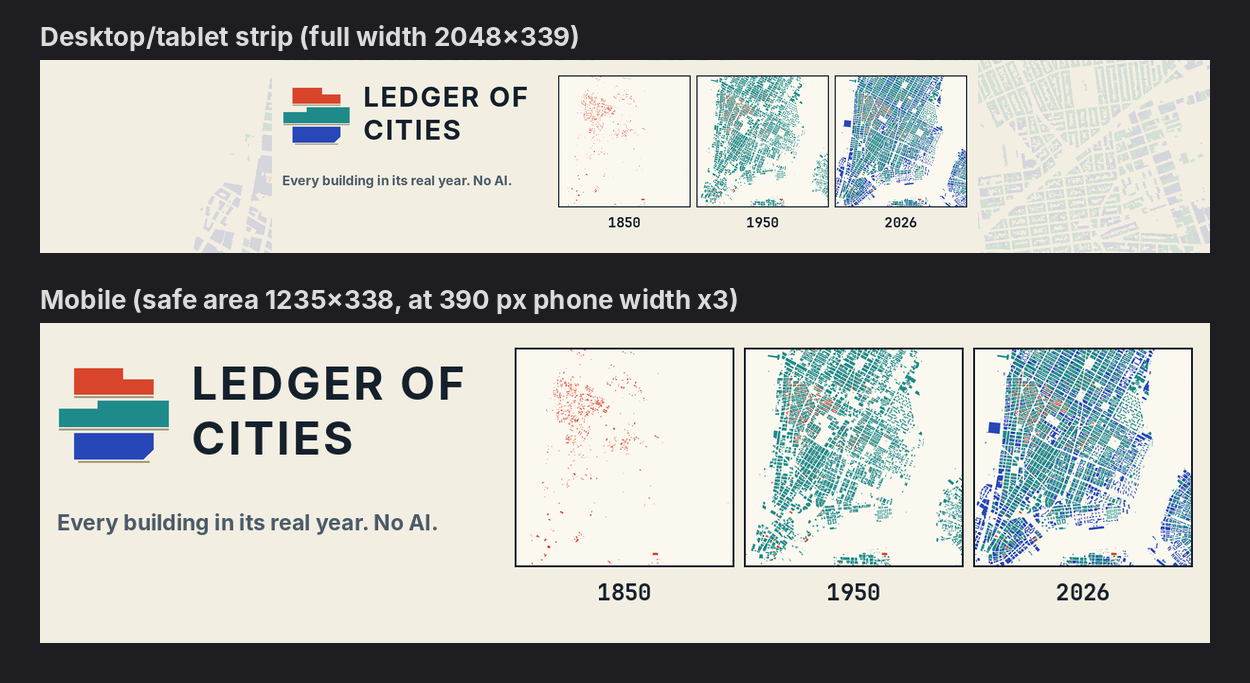 Desktop/tablet strip (full width 2048×339)
LEDGER OF
CITIES
Every building in its real year. No AI.
1850
1950
2026
Mobile (safe area 1235×338, at 390 px phone width x3)
LEDGER OF
CITIES
Every building in its real year. No AI.
1850
1950
2026